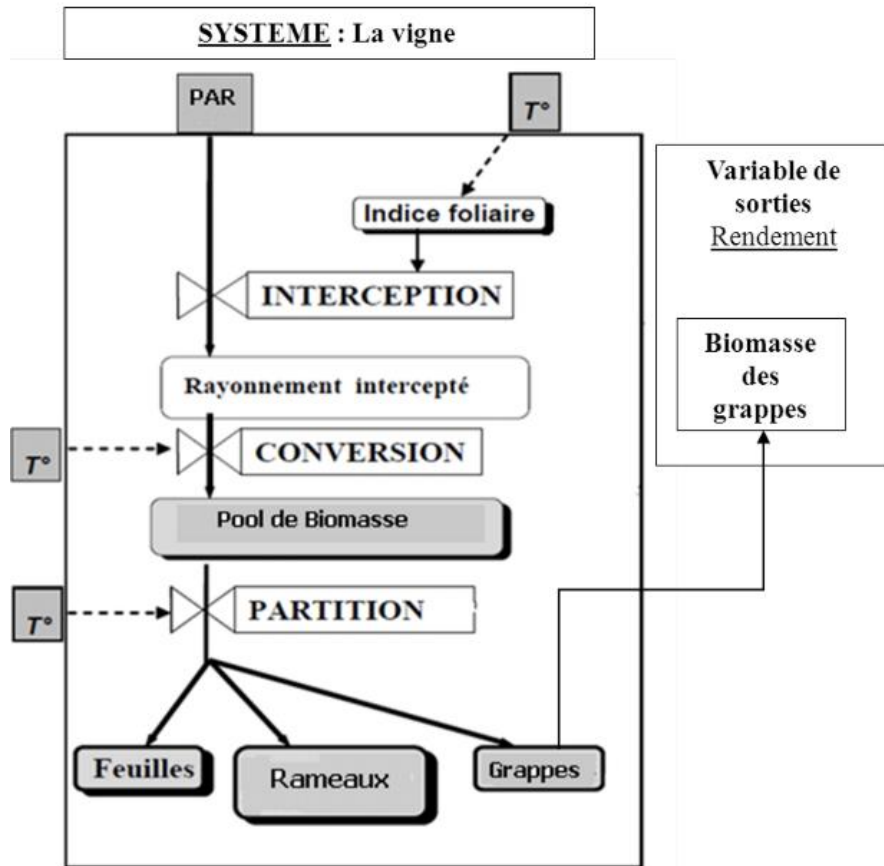 SYSTEME : La vigne
PAR
T°
Indice foliaire
INTERCEPTION
Rayonnement intercepté
T°
CONVERSION
Pool de Biomasse
T°
PARTITION
Feuilles
Rameaux
Grappes
Variable de
sorties
Rendement
Biomasse
des
grappes